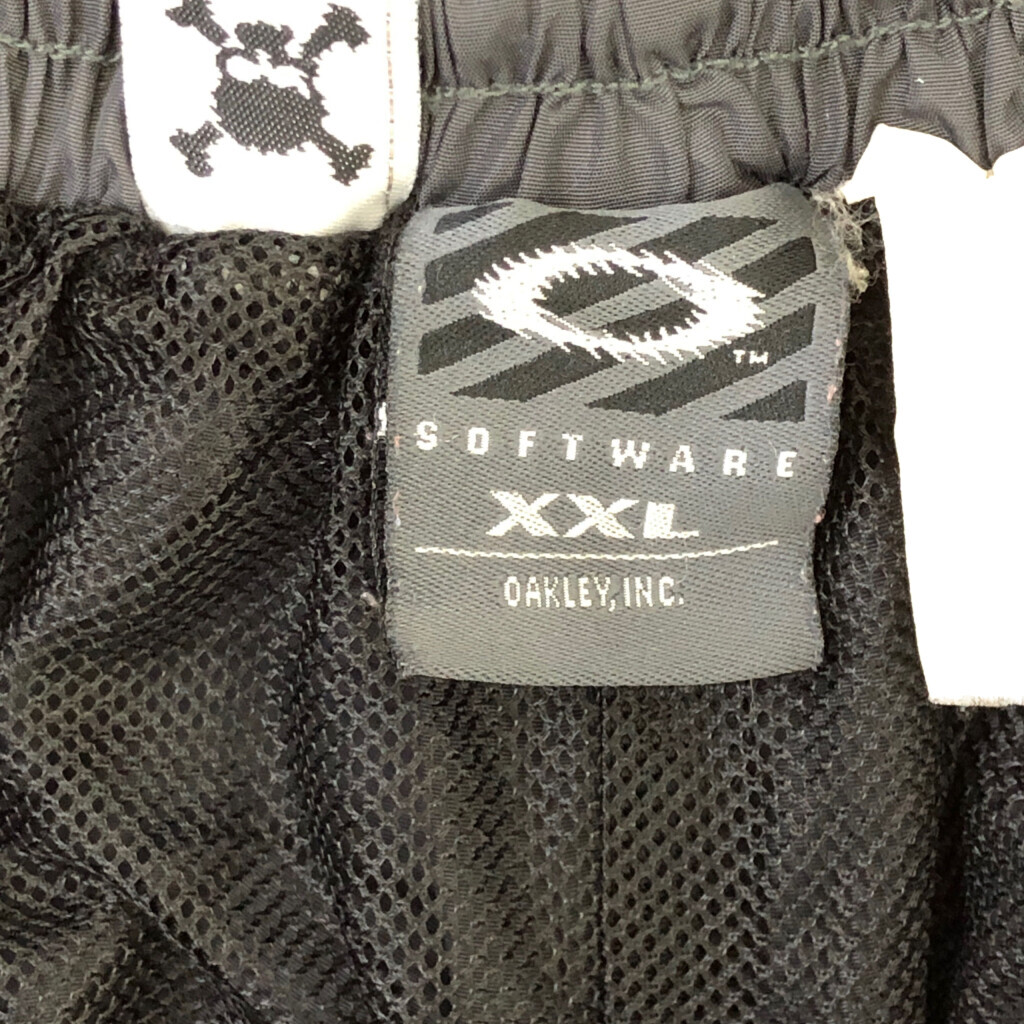 TM
SOFTWARE
XXL
OAKLEY, INC.